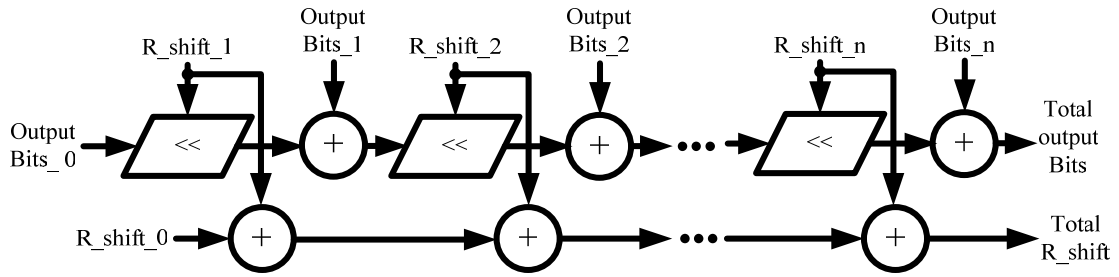 Output
Bits_1
Output
Bits_2
Output
Bits_n
R_shift_1
R_shift_2
R_shift_n
Output
Bits_0
<<
+
<<
+
•••
<<
+
Total
output
Bits
R_shift_0
+
+
•••
+
Total
R_shift